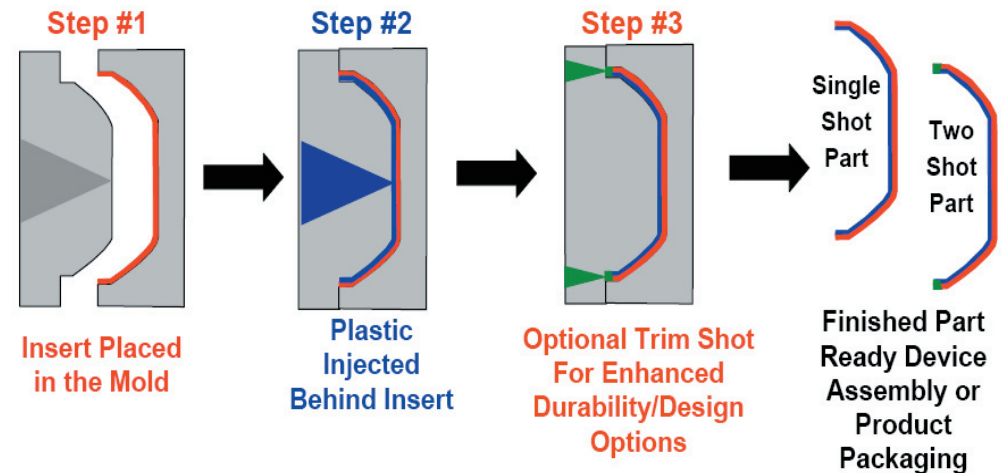 Step #1
Insert Placed
in the Mold
Step #2
Plastic
Injected
Behind Insert
Step #3
Optional Trim Shot
For Enhanced
Durability/Design
Options
Single
Shot
Part
Two
Shot
Part
Finished Part
Ready Device
Assembly or
Product
Packaging